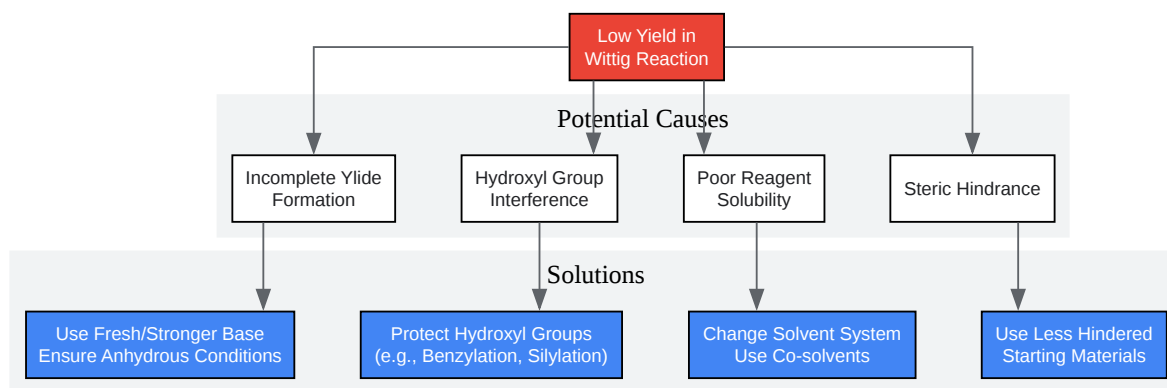 Low Yield in
Wittig Reaction
Potential Causes
Incomplete Ylide
Formation
Hydroxyl Group
Interference
Poor Reagent
Solubility
Steric Hindrance
Solutions
Use Fresh/Stronger Base
Ensure Anhydrous Conditions
Protect Hydroxyl Groups
(e.g., Benzylation, Silylation)
Change Solvent System
Use Co-solvents
Use Less Hindered
Starting Materials